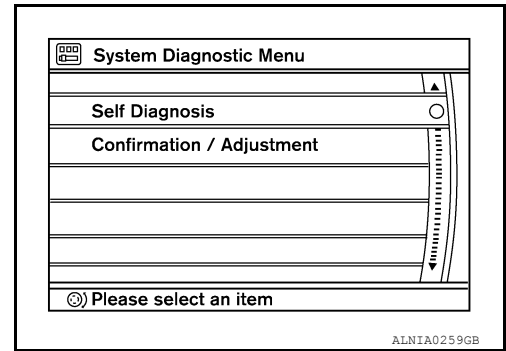 System Diagnostic Menu
Self Diagnosis
Confirmation / Adjustment
Please select an item
ALNIA0259GB